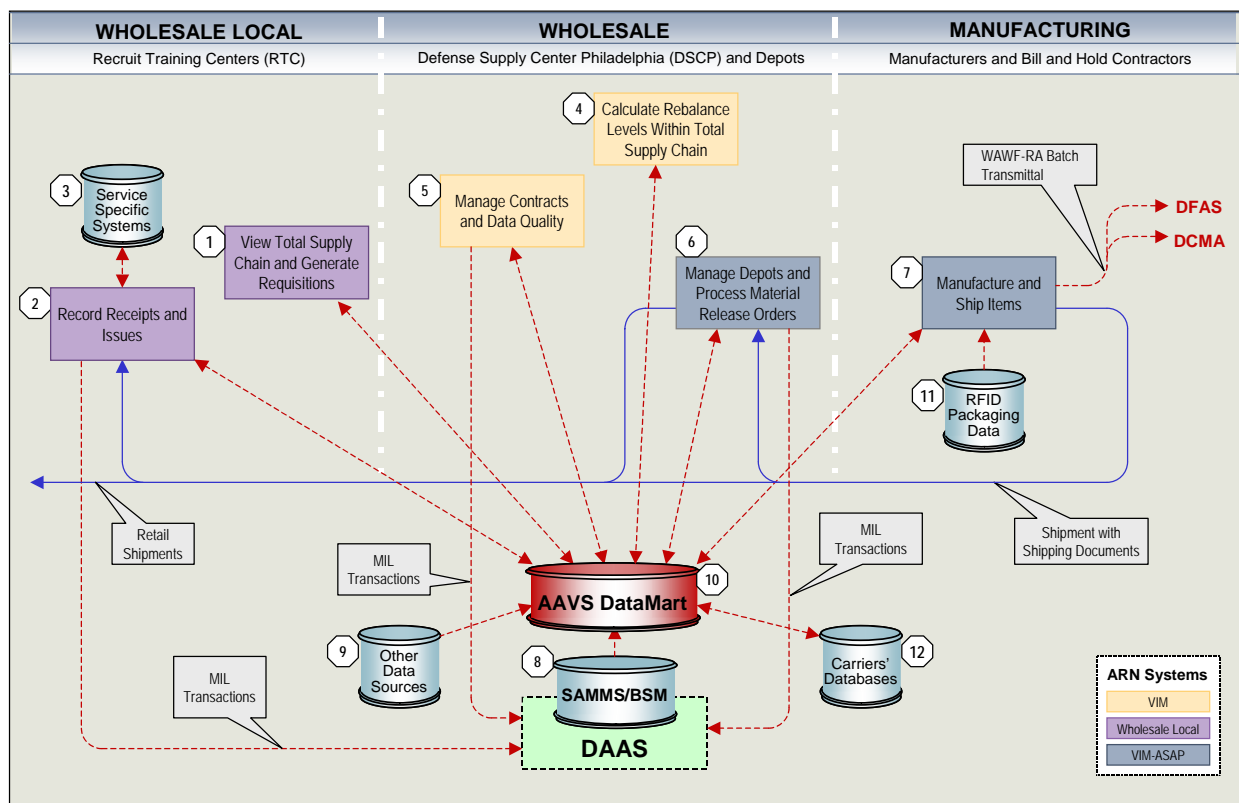 WHOLESALE LOCAL
Recruit Training Centers (RTC)
WHOLESALE
Defense Supply Center Philadelphia (DSCP) and Depots
MANUFACTURING
Manufacturers and Bill and Hold Contractors
4
Calculate Rebalance
Levels Within Total
Supply Chain
WAWF-RA Batch
Transmittal
3
Service
Specific
Systems
5
Manage Contracts
and Data Quality
DFAS
DCMA
1
View Total Supply
Chain and Generate
Requisitions
6
Manage Depots and
Process Material
Release Orders
7
Manufacture and
Ship Items
2
Record Receipts and
Issues
11
RFID
Packaging
Data
Retail
Shipments
MIL
Transactions
MIL
Transactions
Shipment with
Shipping Documents
10
AAVS DataMart
9
Other
Data
Sources
8
SAMMS/BSM
DAAS
12
Carriers'
Databases
MIL
Transactions
ARN Systems
VIM
Wholesale Local
VIM-ASAP